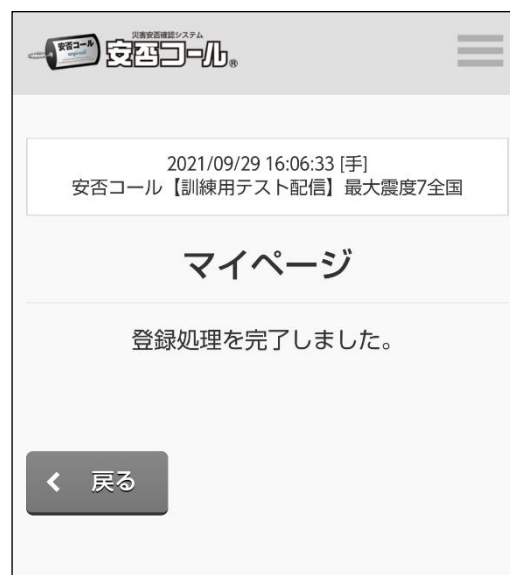 災害安否確認システム
安否コール
安否コール®
2021/09/29 16:06:33 [手]
安否コール【訓練用テスト配信】最大震度7全国
マイページ
登録処理を完了しました。
戻る